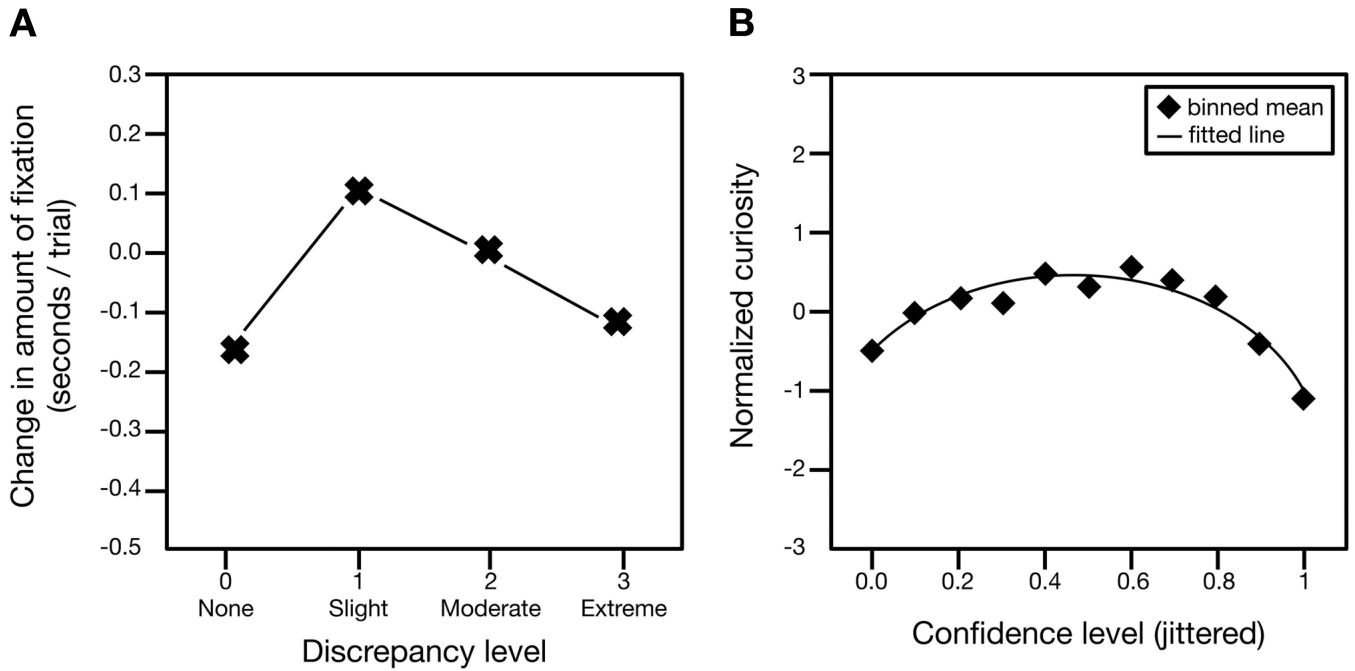 A
Change in amount of fixation
(seconds / trial)
0.3
0.2
0.1
0.0
-0.1
-0.2
-0.3
-0.4
-0.5
0
1
2
3
None
Slight
Moderate
Extreme
Discrepancy level
B
Normalized curiosity
3
2
1
0
-1
-2
-3
binned mean
fitted line
0.0
0.2
0.4
0.6
0.8
1
Confidence level (jittered)